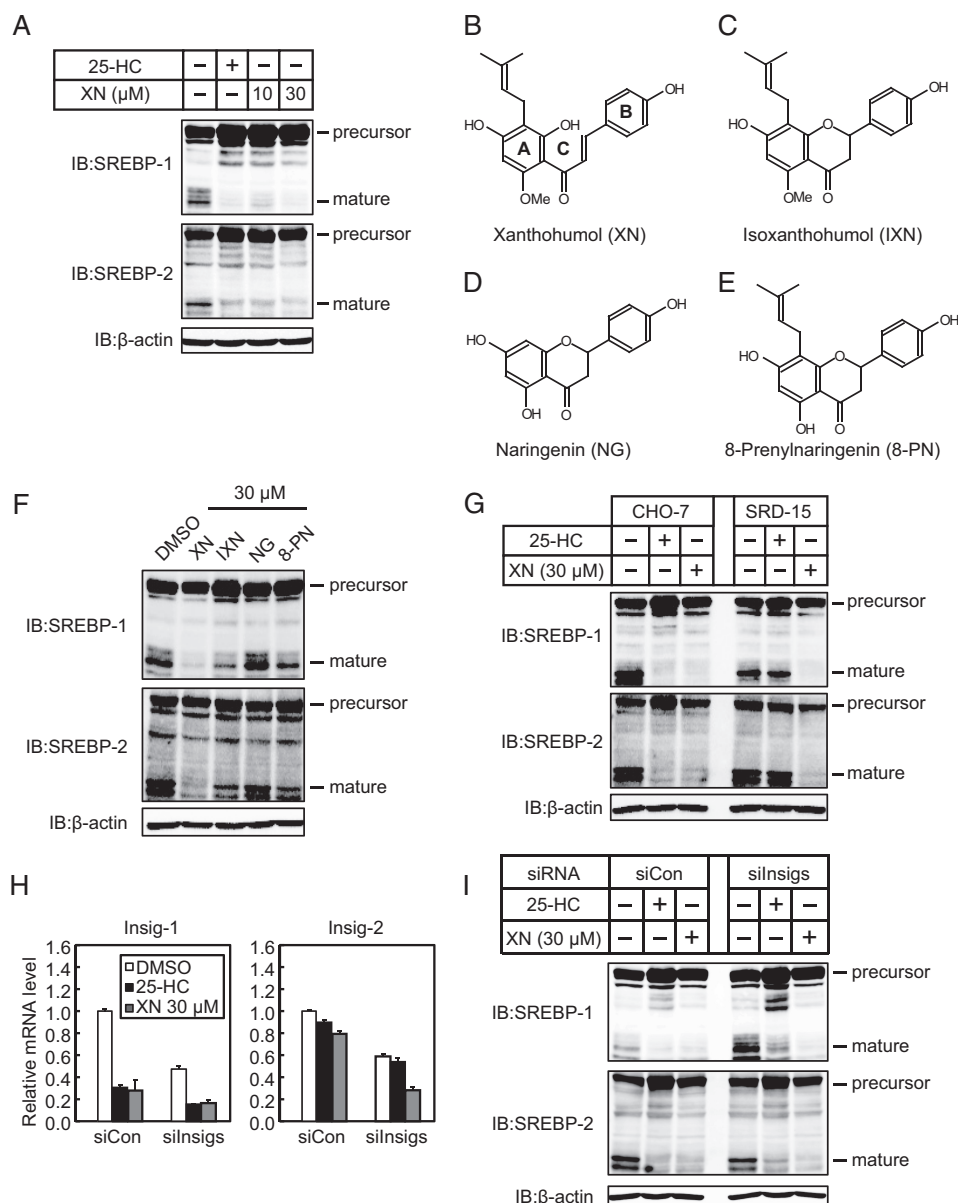 A
25-HC – + – –
XN (μM) – – 10 30
IB:SREBP-1
precursor
mature
IB:SREBP-2
precursor
mature
IB:β-actin
B
HO
OH
OH
A
B
C
OMe
O
Xanthohumol (XN)
C
HO
O
OH
OMe
O
Isoxanthohumol (IXN)
D
HO
O
OH
OH
O
Naringenin (NG)
E
HO
O
OH
OH
O
8-Prenylnaringenin (8-PN)
F
30 μM
DMSO XN IXN NG 8-PN
IB:SREBP-1
precursor
mature
IB:SREBP-2
precursor
mature
IB:β-actin
G
CHO-7 SRD-15
25-HC – + – – + –
XN (30 μM) – – + – – +
IB:SREBP-1
precursor
mature
IB:SREBP-2
precursor
mature
IB:β-actin
H
Insig-1
Relative mRNA level
1.6
1.4
1.2
1.0
0.8
0.6
0.4
0.2
0.0
DMSO
25-HC
XN 30 μM
siCon siInsigs
Insig-2
1.6
1.4
1.2
1.0
0.8
0.6
0.4
0.2
0.0
siCon siInsigs
I
siRNA siCon siInsigs
25-HC – + – – + –
XN (30 μM) – – + – – +
IB:SREBP-1
precursor
mature
IB:SREBP-2
precursor
mature
IB:β-actin